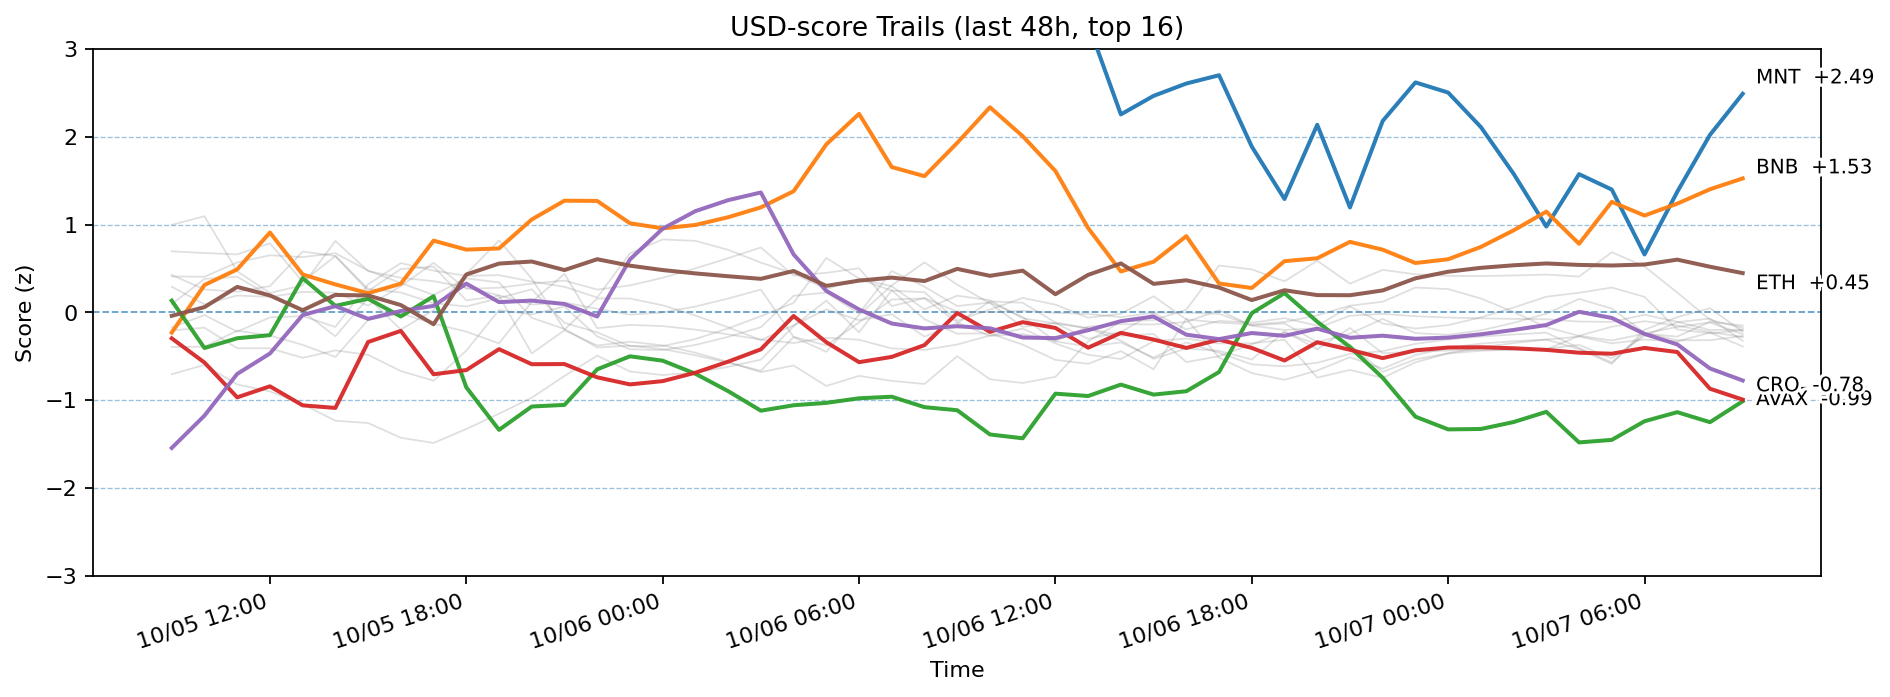 USD-score Trails (last 48h, top 16)
Score (z)
3
2
1
0
−1
−2
−3
MNT +2.49
BNB +1.53
ETH +0.45
CRO -0.78
AVAX -0.99
10/05 12:00
10/05 18:00
10/06 00:00
10/06 06:00
10/06 12:00
10/06 18:00
10/07 00:00
10/07 06:00
Time